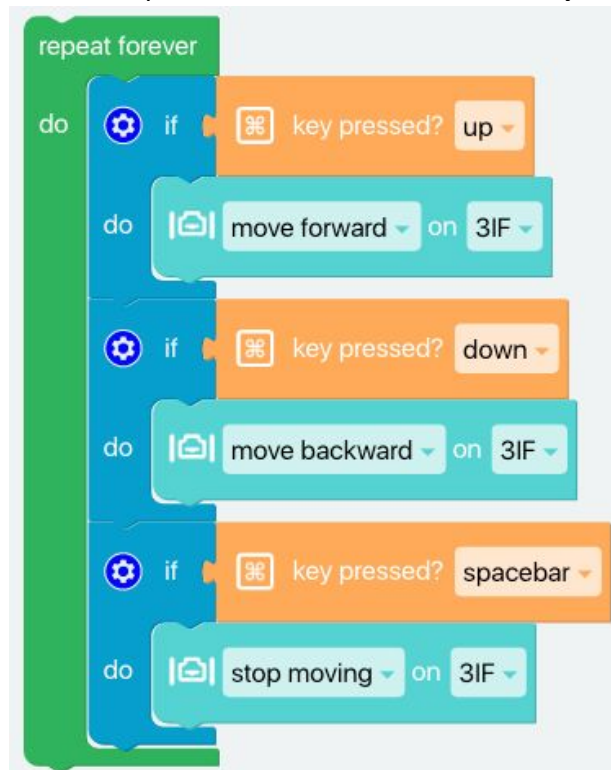 repeat forever
do if ⌘ key pressed? up
do move forward on 3IF
if ⌘ key pressed? down
do move backward on 3IF
if ⌘ key pressed? spacebar
do stop moving on 3IF